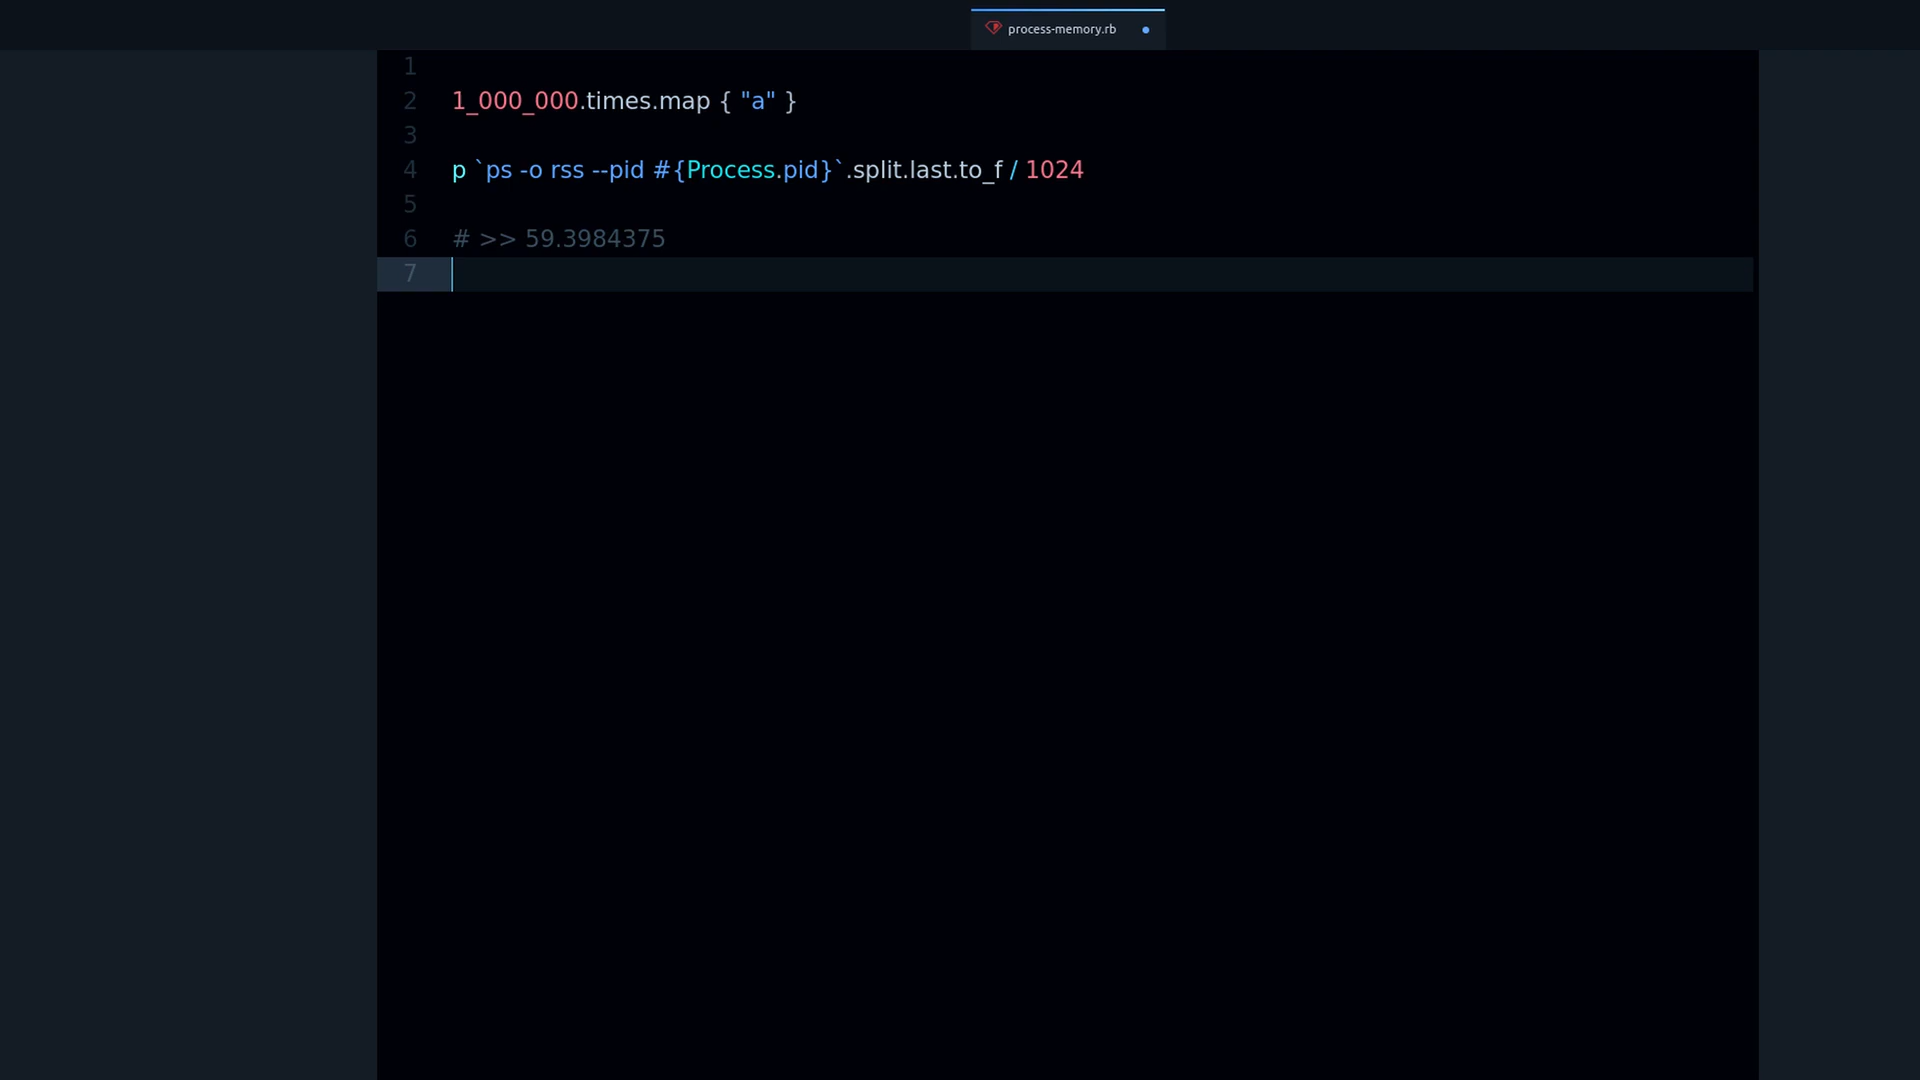 process-memory.rb
1
2 1_000_000.times.map { "a" }
3
4 p `ps -o rss --pid #{Process.pid}`.split.last.to_f / 1024
5
6 # >> 59.3984375
7